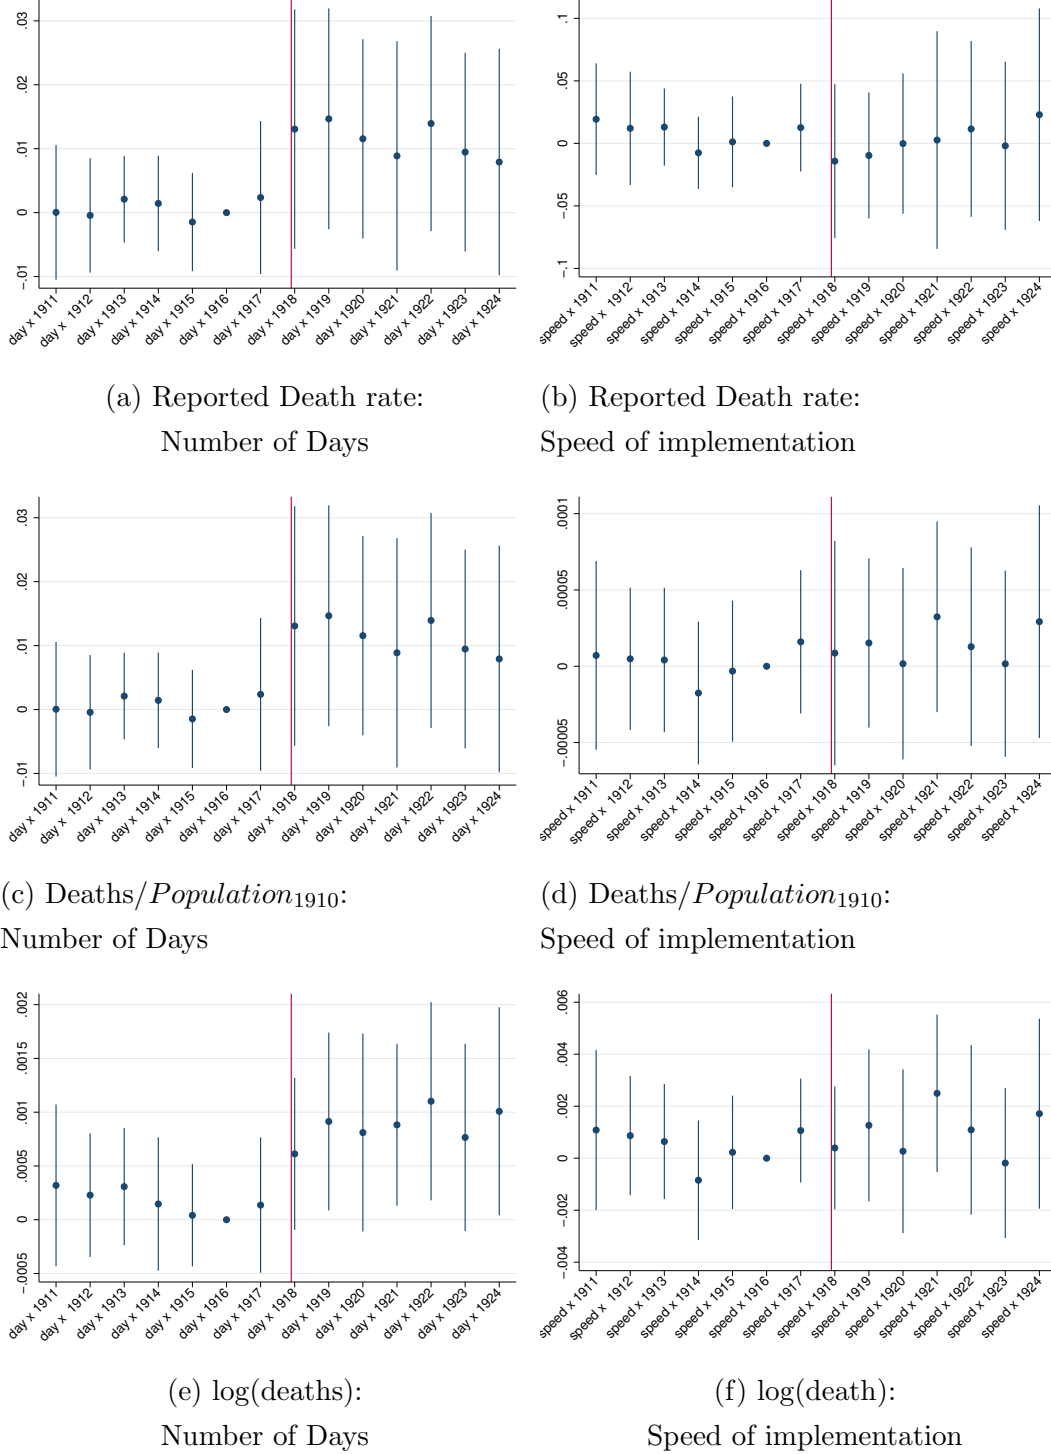 .03
.02
.01
0
-.01
day x 1911
day x  1912
day x 1913
day x 1914
day x 1915
day x 1916
day x 1917
day x 1918
day x 1919
day x 1920
day x 1921
day x 1922
day x 1923
day x 1924
(a) Reported Death rate:
Number of Days
.1
.05
0
-.05
-.1
speed x 1911
speed x  1912
speed x 1913
speed x 1914
speed x 1915
speed x 1916
speed x 1917
speed x 1918
speed x 1919
speed x 1920
speed x 1921
speed x 1922
speed x 1923
speed x 1924
(b) Reported Death rate:
Speed of implementation
.03
.02
.01
0
-.01
day x 1911
day x  1912
day x 1913
day x 1914
day x 1915
day x 1916
day x 1917
day x 1918
day x 1919
day x 1920
day x 1921
day x 1922
day x 1923
day x 1924
(c) Deaths/Population1910:
Number of Days
.0001
.00005
0
-.00005
speed x 1911
speed x  1912
speed x 1913
speed x 1914
speed x 1915
speed x 1916
speed x 1917
speed x 1918
speed x 1919
speed x 1920
speed x 1921
speed x 1922
speed x 1923
speed x 1924
(d) Deaths/Population1910:
Speed of implementation
.002
.0015
.001
.0005
0
-.0005
day x 1911
day x  1912
day x 1913
day x 1914
day x 1915
day x 1916
day x 1917
day x 1918
day x 1919
day x 1920
day x 1921
day x 1922
day x 1923
day x 1924
(e) log(deaths):
Number of Days
.006
.004
.002
0
-.002
-.004
speed x 1911
speed x  1912
speed x 1913
speed x 1914
speed x 1915
speed x 1916
speed x 1917
speed x 1918
speed x 1919
speed x 1920
speed x 1921
speed x 1922
speed x 1923
speed x 1924
(f) log(death):
Speed of implementation